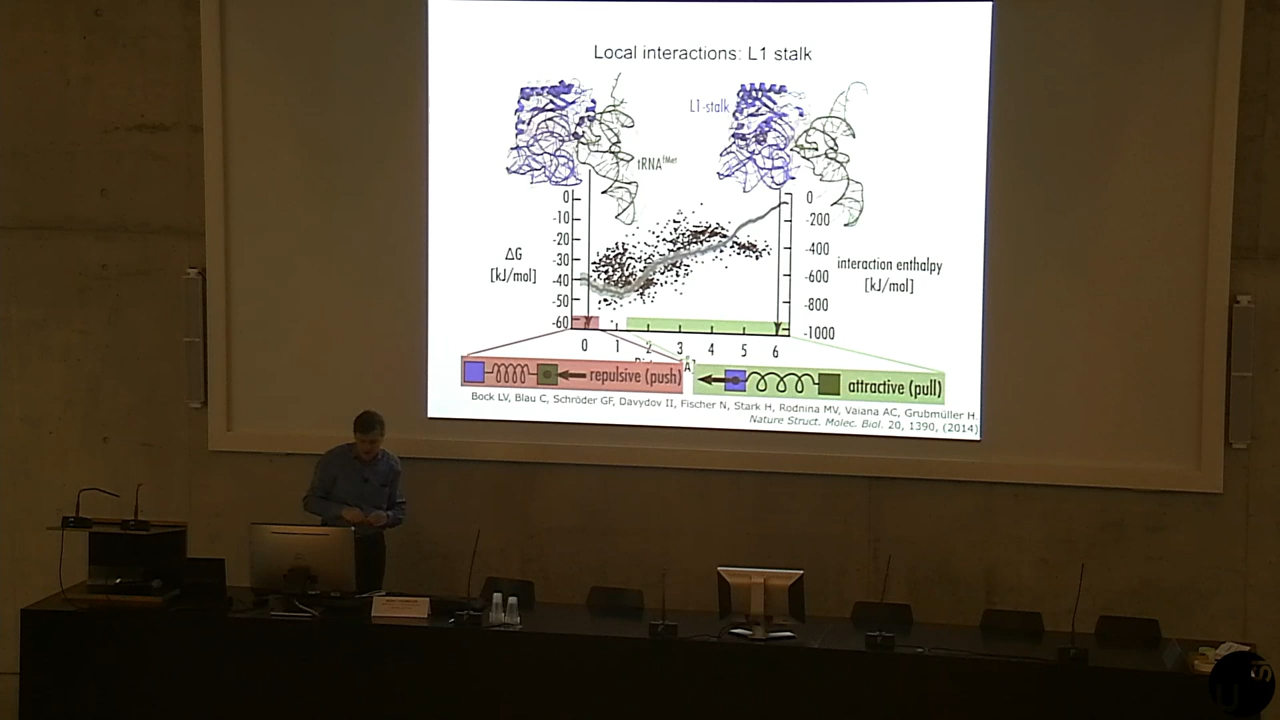 Local interactions: L1 stalk
L1-stalk
tRNAfMet
0
-10
-20
-30
-40
-50
-60
ΔG
[kJ/mol]
0
-200
-400
-600
-800
-1000
interaction enthalpy
[kJ/mol]
0 1 2 3 4 5 6
repulsive (push)
attractive (pull)
Bock LV, Blau C, Schröder GF, Davydov II, Fischer N, Stark H, Rodnina MV, Vaiana AC, Grubmüller H.
Nature Struct. Molec. Biol. 20, 1390, (2014)